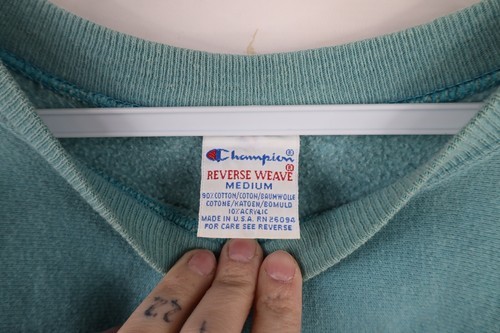 Champion®
REVERSE WEAVE®
MEDIUM
90% COTTON/COTON/BAUMWOLLE
COTONE/KATOEN/BOMULD
10% ACRYLIC
MADE IN U.S.A. RN 26094
FOR CARE SEE REVERSE
22